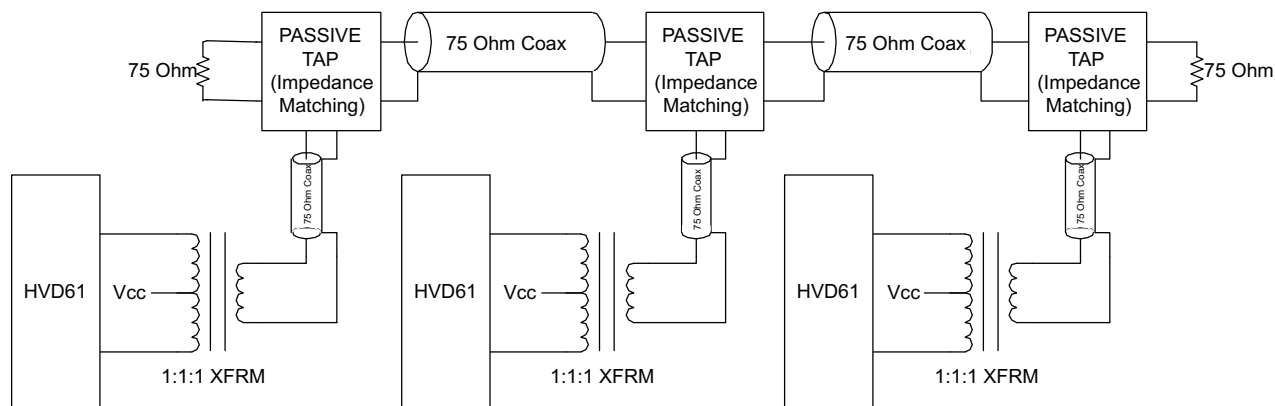 PASSIVE
TAP
(Impedance
Matching)
75 Ohm Coax
PASSIVE
TAP
(Impedance
Matching)
75 Ohm Coax
PASSIVE
TAP
(Impedance
Matching)
75 Ohm
75 Ohm
75 Ohm Coax
75 Ohm Coax
75 Ohm Coax
HVD61
Vcc
HVD61
Vcc
HVD61
Vcc
1:1:1 XFRM
1:1:1 XFRM
1:1:1 XFRM